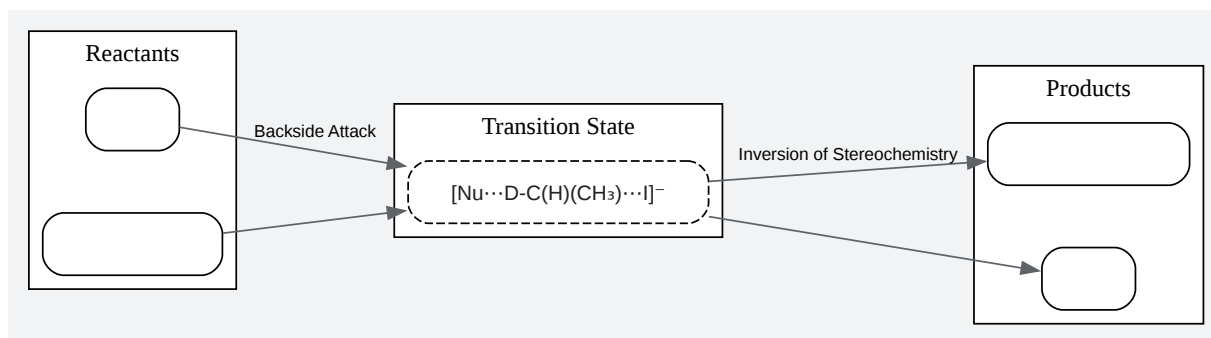 Reactants
Backside Attack
Transition State
[Nu⋯D-C(H)(CH₃)⋯I]⁻
Inversion of Stereochemistry
Products